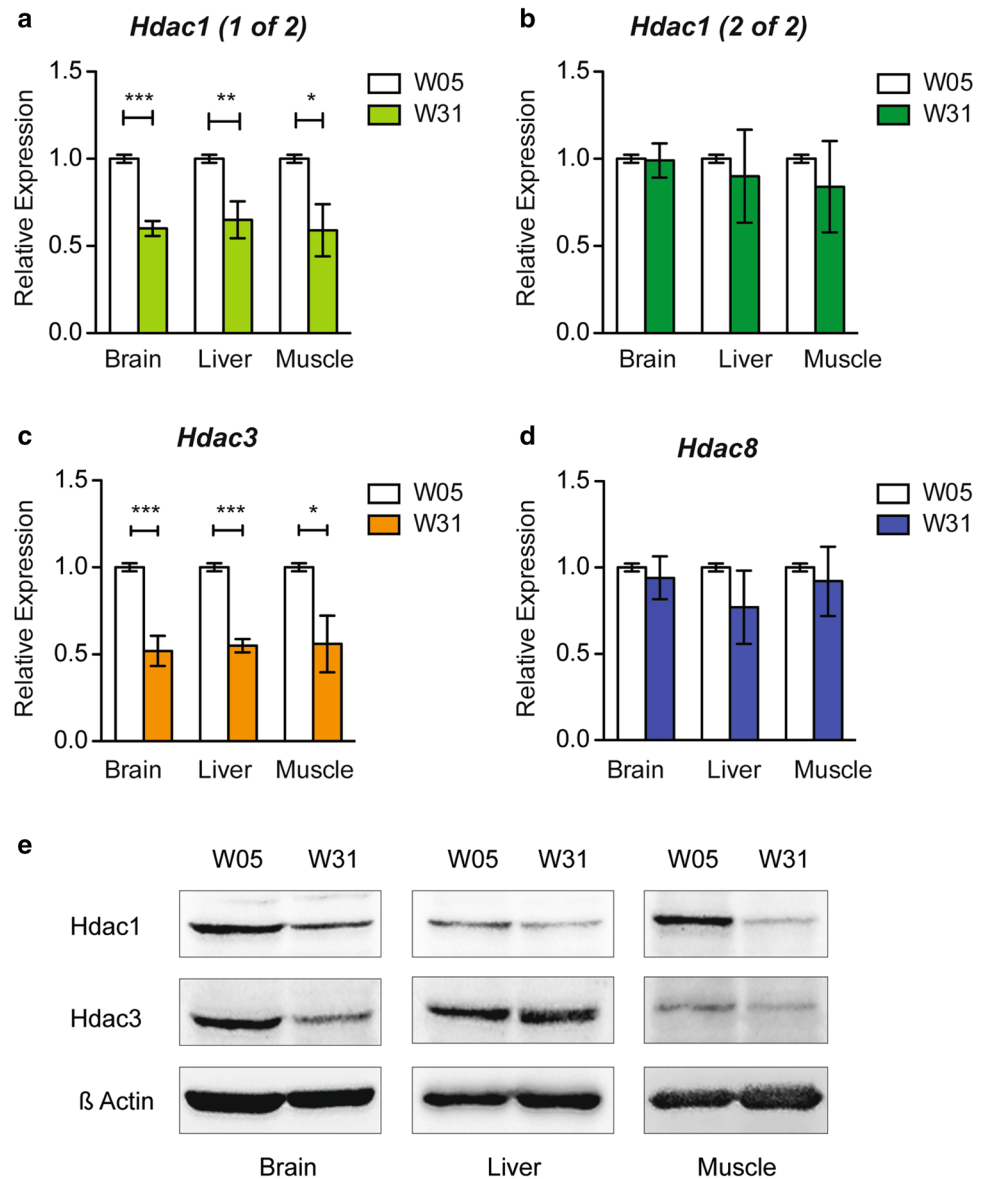 a
Hdac1 (1 of 2)
Relative Expression
1.5
1.0
0.5
0.0
***
**
*
W05
W31
Brain Liver Muscle
b
Hdac1 (2 of 2)
Relative Expression
1.5
1.0
0.5
0.0
W05
W31
Brain Liver Muscle
c
Hdac3
Relative Expression
1.5
1.0
0.5
0.0
***
***
*
W05
W31
Brain Liver Muscle
d
Hdac8
Relative Expression
1.5
1.0
0.5
0.0
W05
W31
Brain Liver Muscle
e
W05 W31 W05 W31 W05 W31
Hdac1
Hdac3
ß Actin
Brain Liver Muscle